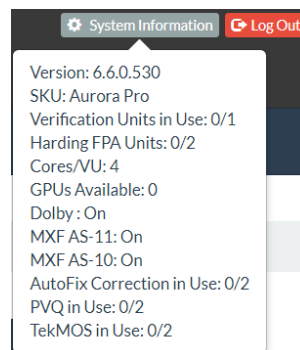 System Information
Log Out
Version: 6.6.0.530
SKU: Aurora Pro
Verification Units in Use: 0/1
Harding FPA Units: 0/2
Cores/VU: 4
GPUs Available: 0
Dolby : On
MXF AS-11: On
MXF AS-10: On
AutoFix Correction in Use: 0/2
PVQ in Use: 0/2
TekMOS in Use: 0/2